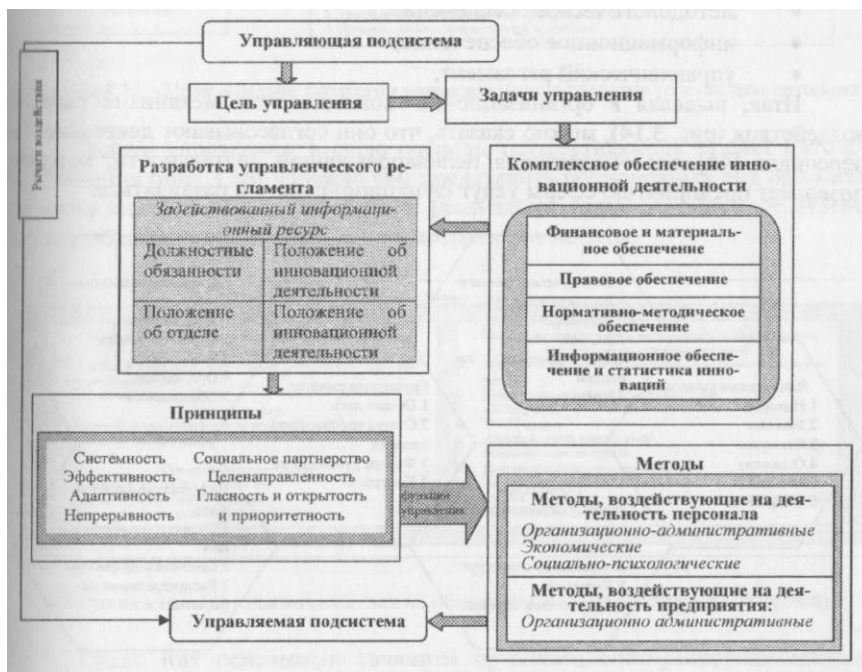 Управляющая подсистема
Рычаги воздействия
Цель управления
Задачи управления
Разработка управленческого ре-
гламента
Задействованный информаци-
онный ресурс
Должностные
обязанности
Положение об
инновационной
деятельности
Положение
об отделе
Положение об
инновационной
деятельности
Комплексное обеспечение инно-
вационной деятельности
Финансовое и материаль-
ное обеспечение
Правовое обеспечение
Нормативно-методическое
обеспечение
Информационное обеспе-
чение и статистика инно-
ваций
Принципы
Системность
Эффективность
Адаптивность
Непрерывность
Социальное партнерство
Целенаправленность
Гласность и открытость
и приоритетность
функции
управления
Методы
Методы, воздействующие на дея-
тельность персонала
Организационно-административные
Экономические
Социально-психологические
Методы, воздействующие на дея-
тельность предприятия:
Организационно административные
Управляемая подсистема